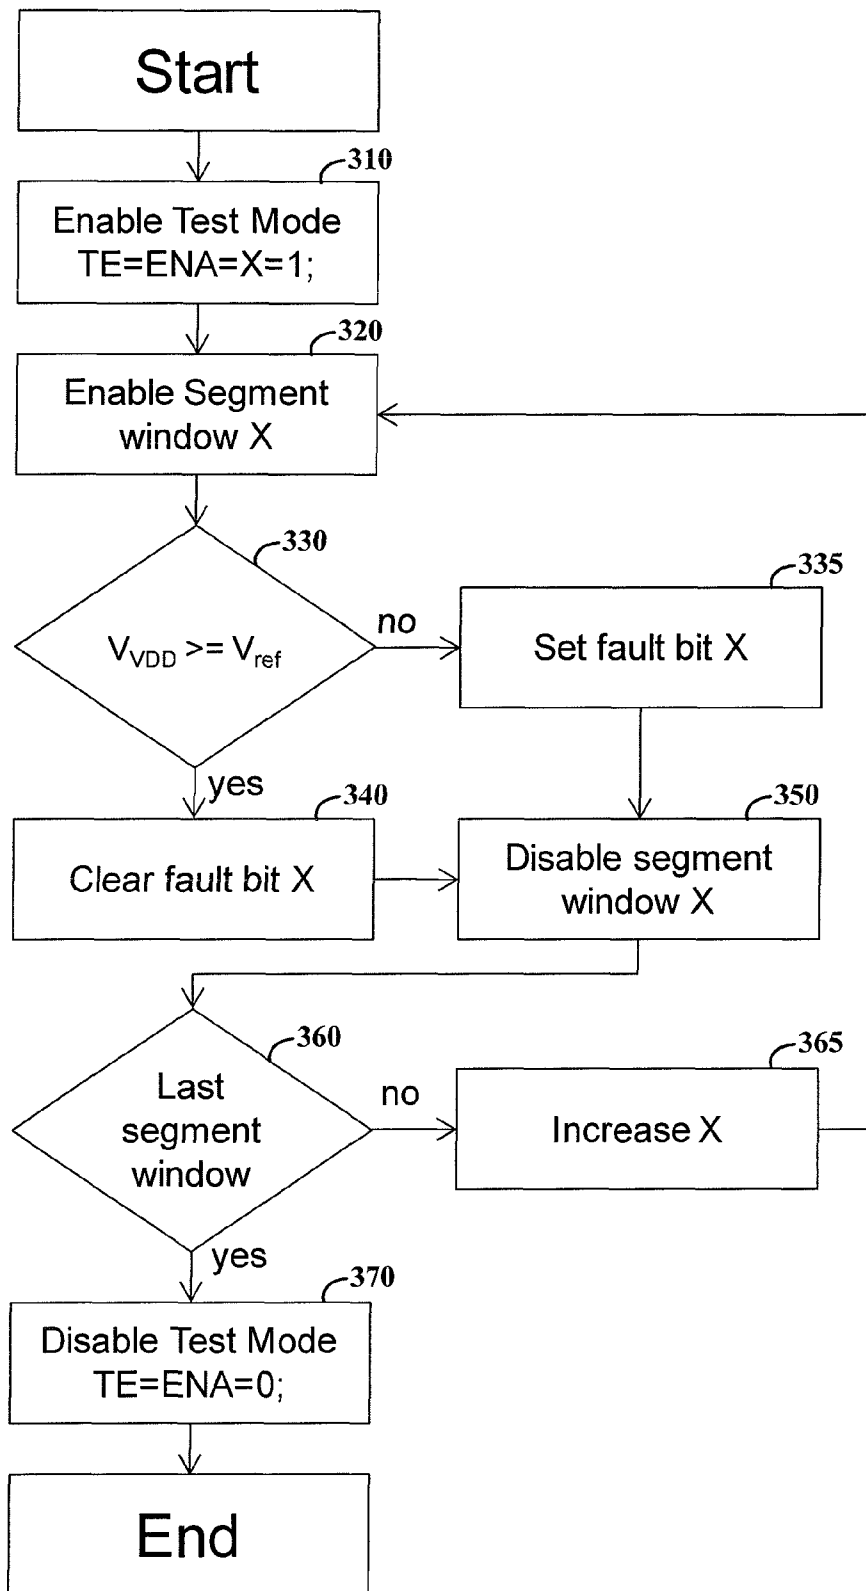 Start
310
Enable Test Mode
TE=ENA=X=1;
320
Enable Segment
window X
330
V_VDD >= V_ref
no
335
Set fault bit X
yes
340
Clear fault bit X
350
Disable segment
window X
360
Last
segment
window
no
365
Increase X
yes
370
Disable Test Mode
TE=ENA=0;
End